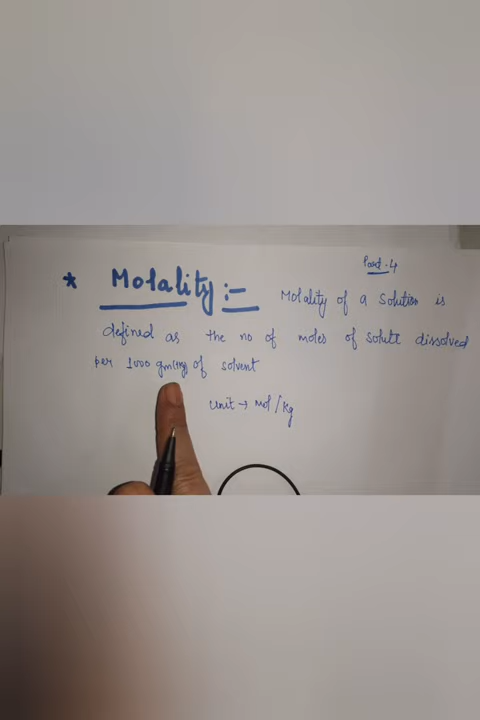 Part-4
* Molality :-
Molality of a Solution is
defined as the no of moles of Solute dissolved
per 1000 gm(1kg) of solvent
Unit → mol/Kg